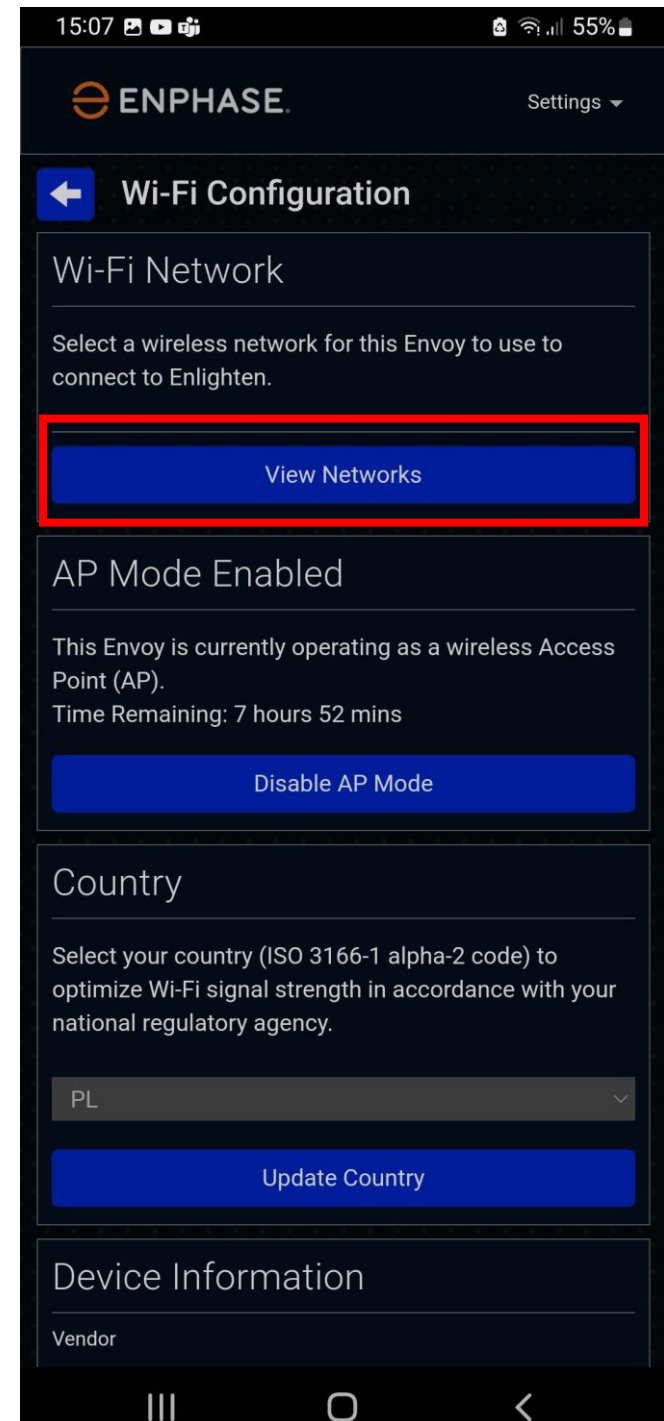 15:07 55%
ENPHASE.
Settings
Wi-Fi Configuration
Wi-Fi Network
Select a wireless network for this Envoy to use to
connect to Enlighten.
View Networks
AP Mode Enabled
This Envoy is currently operating as a wireless Access
Point (AP).
Time Remaining: 7 hours 52 mins
Disable AP Mode
Country
Select your country (ISO 3166-1 alpha-2 code) to
optimize Wi-Fi signal strength in accordance with your
national regulatory agency.
PL
Update Country
Device Information
Vendor